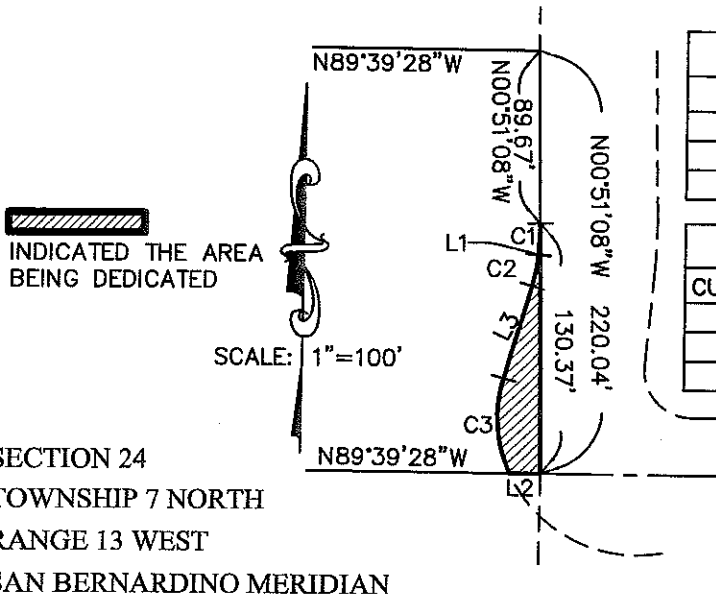 N89°39'28"W
89.67'
N00°51'08"W
N00°51'08"W 220.04'
130.37'
C1
L1
C2
L3
C3
INDICATED THE AREA
BEING DEDICATED
SCALE: 1"=100'
CU
N89°39'28"W
L2
SECTION 24
TOWNSHIP 7 NORTH
RANGE 13 WEST
SAN BERNARDINO MERIDIAN